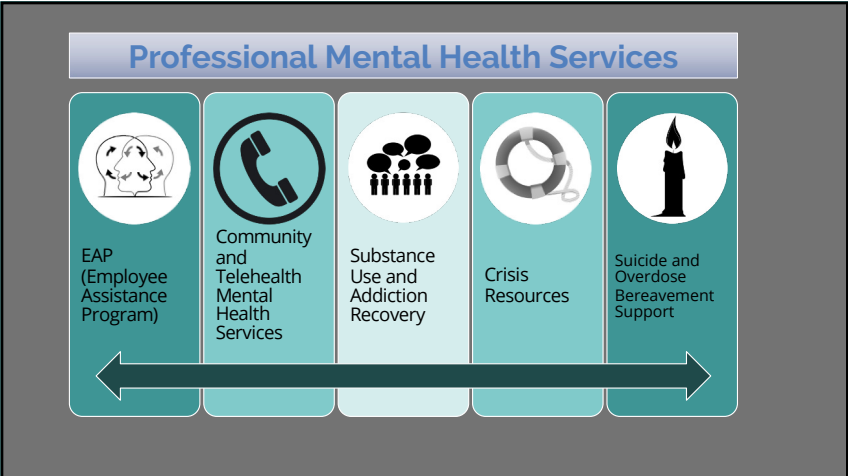 Professional Mental Health Services
EAP
(Employee
Assistance
Program)
Community
and
Telehealth
Mental
Health
Services
Substance
Use and
Addiction
Recovery
Crisis
Resources
Suicide and
Overdose
Bereavement
Support